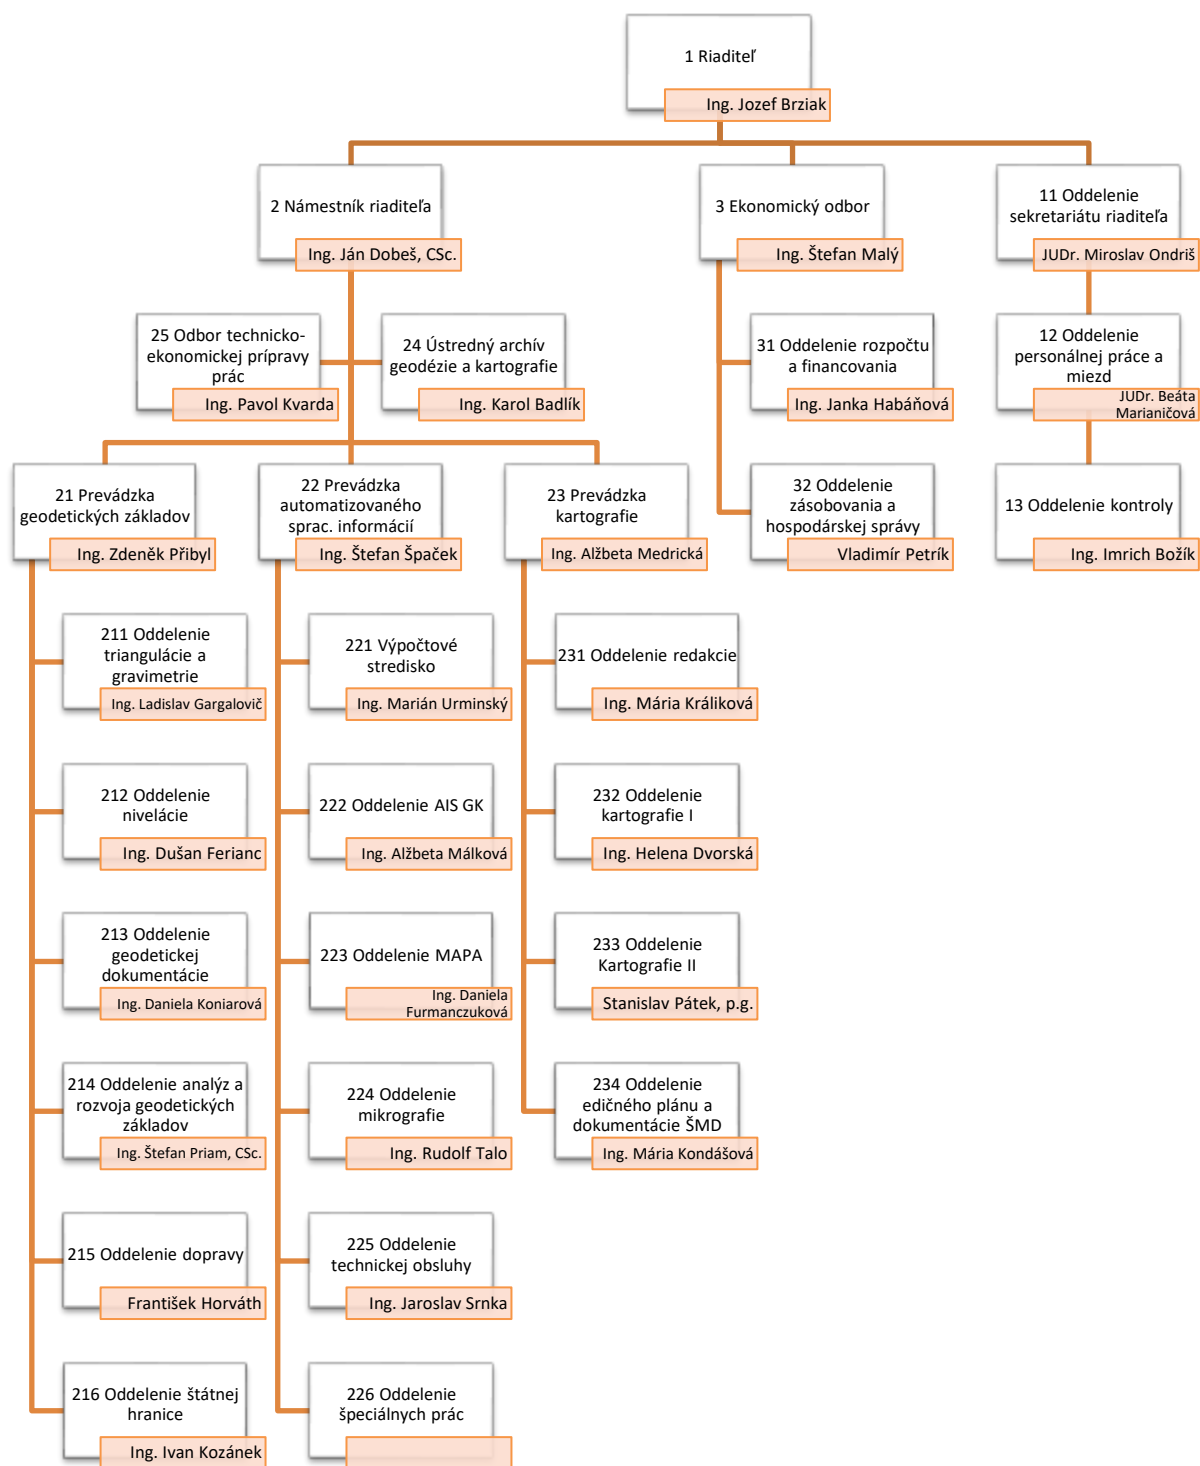 1 Riaditeľ
Ing. Jozef Brziak
2 Námestník riaditeľa
Ing. Ján Dobeš, CSc.
3 Ekonomický odbor
Ing. Štefan Malý
11 Oddelenie
sekretariátu riaditeľa
JUDr. Miroslav Ondriš
25 Odbor technicko-
ekonomickej prípravy
prác
Ing. Pavol Kvarda
24 Ústredný archív
geodézie a kartografie
Ing. Karol Badlík
31 Oddelenie rozpočtu
a financovania
Ing. Janka Habáňová
12 Oddelenie
personálnej práce a
miezd
JUDr. Beáta
Marianičová
21 Prevádzka
geodetických základov
Ing. Zdeněk Přibyl
22 Prevádzka
automatizovaného
sprac. informácií
Ing. Štefan Špaček
23 Prevádzka
kartografie
Ing. Alžbeta Medrická
32 Oddelenie
zásobovania a
hospodárskej správy
Vladimír Petrík
13 Oddelenie kontroly
Ing. Imrich Božík
211 Oddelenie
triangulácie a
gravimetrie
Ing. Ladislav Gargalovič
221 Výpočtové
stredisko
Ing. Marián Urminský
231 Oddelenie redakcie
Ing. Mária Králiková
212 Oddelenie
nivelácie
Ing. Dušan Ferianc
222 Oddelenie AIS GK
Ing. Alžbeta Málková
232 Oddelenie
kartografie I
Ing. Helena Dvorská
213 Oddelenie
geodetickej
dokumentácie
Ing. Daniela Koniarová
223 Oddelenie MAPA
Ing. Daniela
Furmanczuková
233 Oddelenie
Kartografie II
Stanislav Pátek, p.g.
214 Oddelenie analýz a
rozvoja geodetických
základov
Ing. Štefan Priam, CSc.
224 Oddelenie
mikrografie
Ing. Rudolf Talo
234 Oddelenie
edičného plánu a
dokumentácie ŠMD
Ing. Mária Kondášová
215 Oddelenie dopravy
František Horváth
225 Oddelenie
technickej obsluhy
Ing. Jaroslav Srnka
216 Oddelenie štátnej
hranice
Ing. Ivan Kozánek
226 Oddelenie
špeciálnych prác